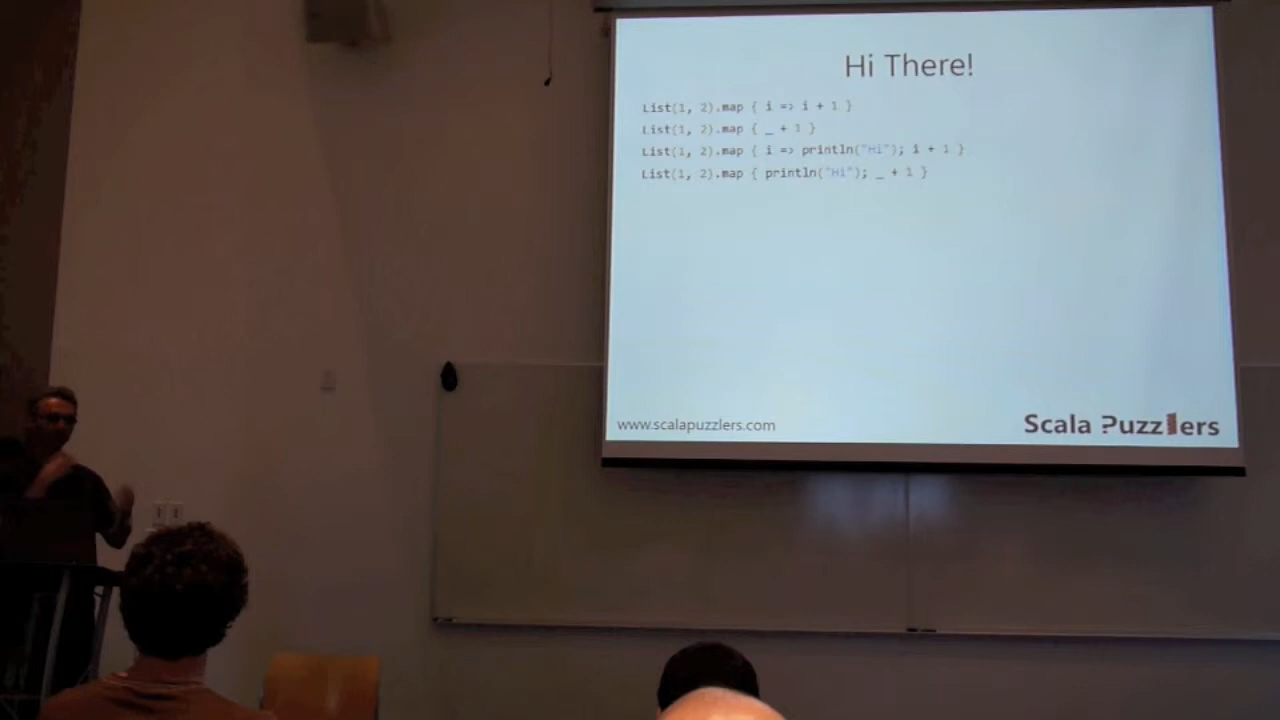 Hi There!
List(1, 2).map { i => i + 1 }
List(1, 2).map { _ + 1 }
List(1, 2).map { i => println("Hi"); i + 1 }
List(1, 2).map { println("Hi"); _ + 1 }
www.scalapuzzlers.com
Scala Puzzlers